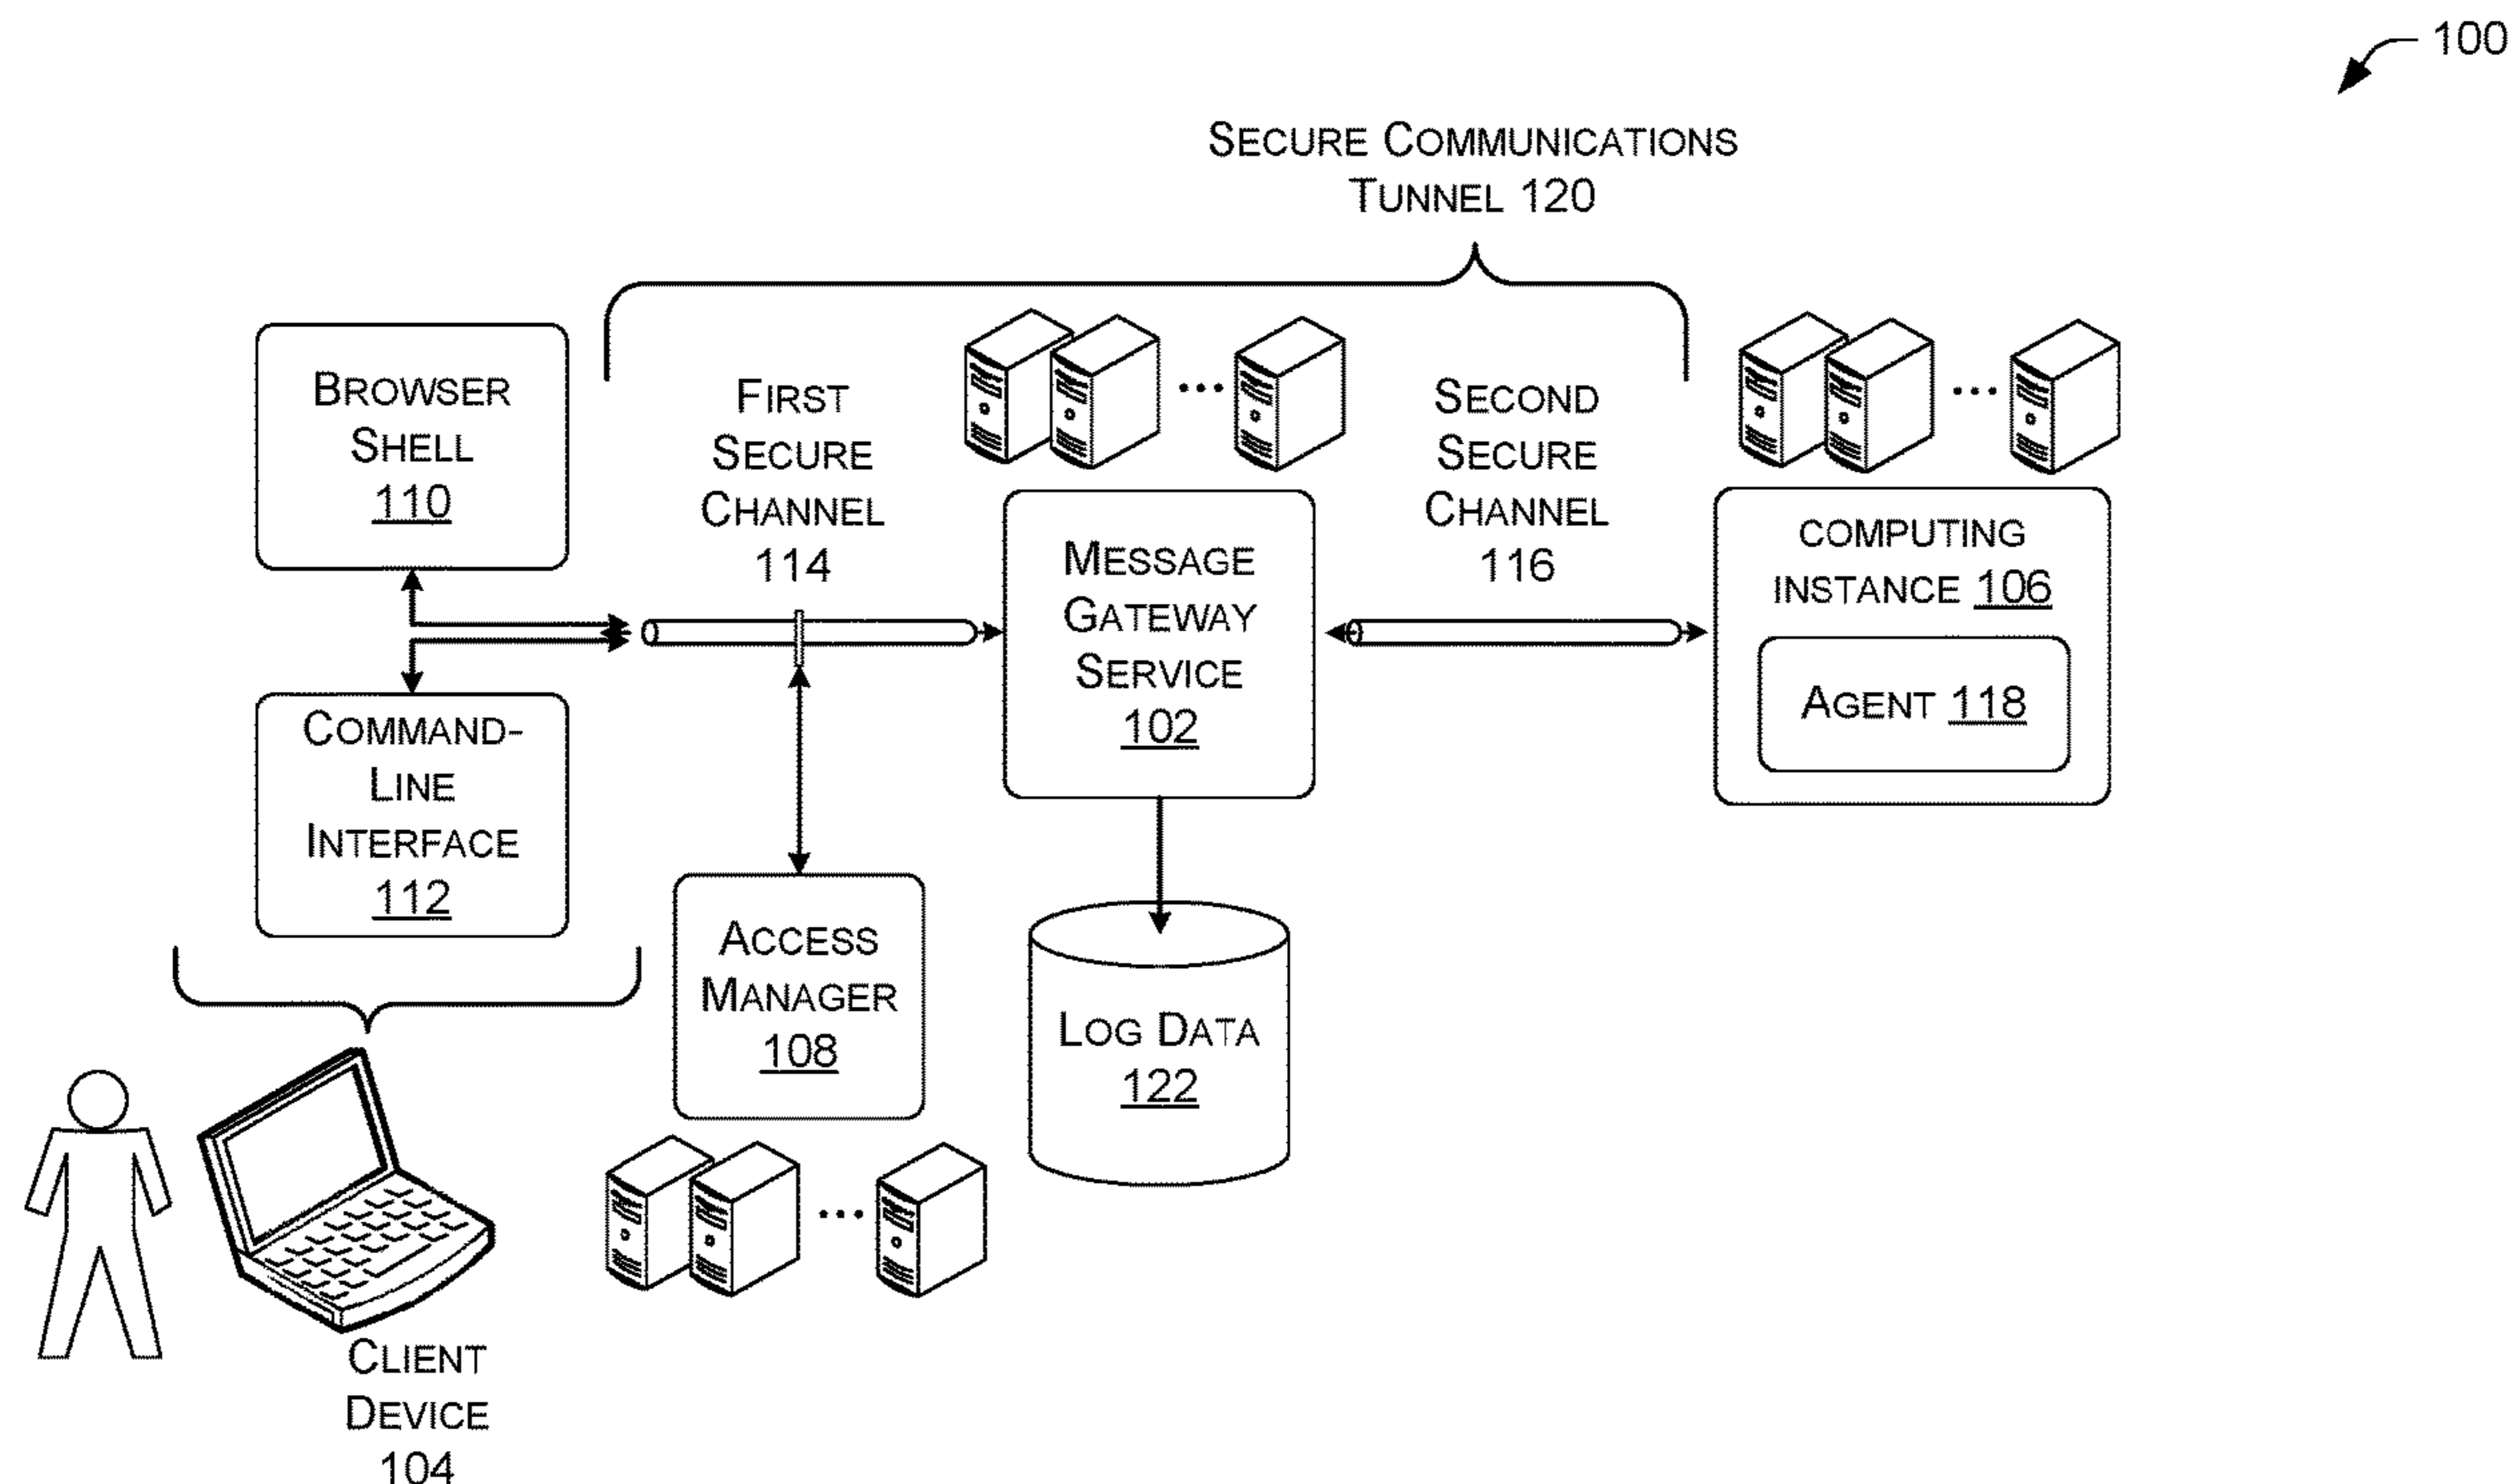 100
SECURE COMMUNICATIONS
TUNNEL 120
BROWSER
SHELL
110
FIRST
SECURE
CHANNEL
114
SECOND
SECURE
CHANNEL
116
MESSAGE
GATEWAY
SERVICE
102
COMPUTING
INSTANCE 106
AGENT 118
COMMAND-
LINE
INTERFACE
112
ACCESS
MANAGER
108
LOG DATA
122
CLIENT
DEVICE
104